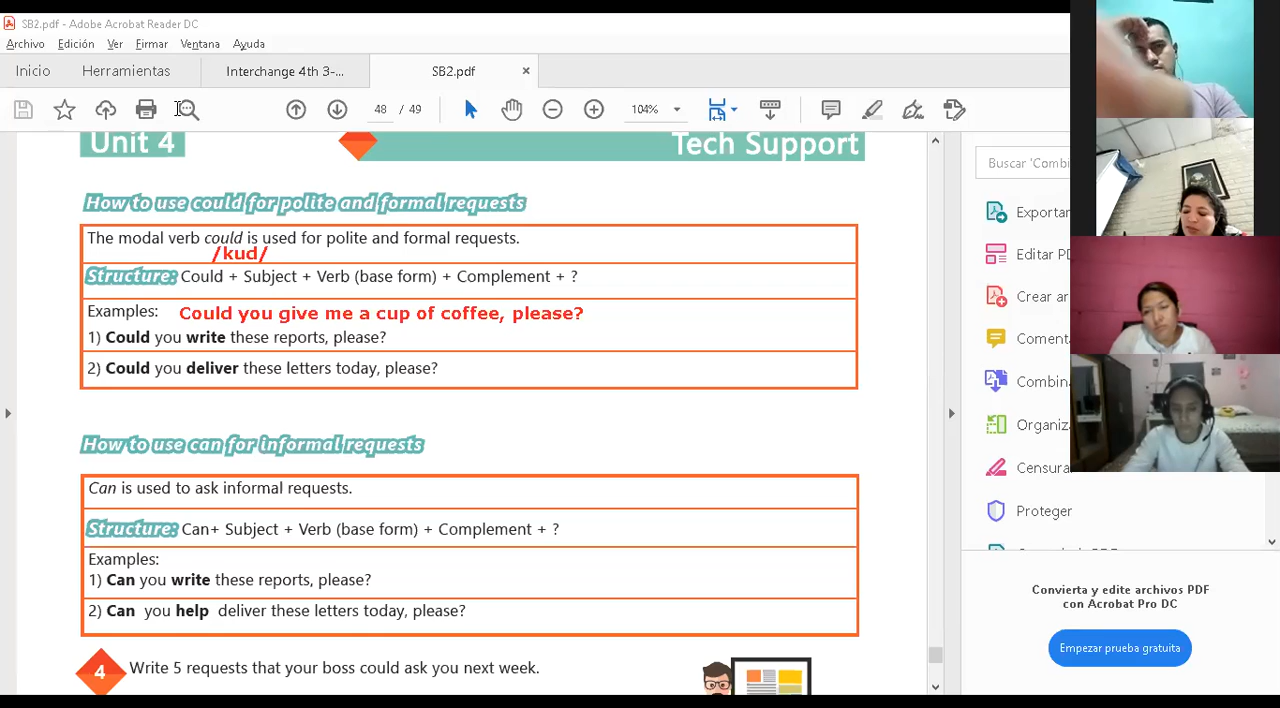 SB2.pdf - Adobe Acrobat Reader DC
Archivo Edición Ver Firmar Ventana Ayuda
Inicio Herramientas Interchange 4th 3-... SB2.pdf ×
48 / 49 104%
Unit 4 Tech Support
How to use could for polite and formal requests
The modal verb could is used for polite and formal requests.
/kud/
Structure: Could + Subject + Verb (base form) + Complement + ?
Examples: Could you give me a cup of coffee, please?
1) Could you write these reports, please?
2) Could you deliver these letters today, please?
How to use can for informal requests
Can is used to ask informal requests.
Structure: Can+ Subject + Verb (base form) + Complement + ?
Examples:
1) Can you write these reports, please?
2) Can you help deliver these letters today, please?
4 Write 5 requests that your boss could ask you next week.
Buscar 'Combi
Exportar
Editar PD
Crear ar
Coment
Combin
Organiz
Censura
Proteger
Convierta y edite archivos PDF
con Acrobat Pro DC
Empezar prueba gratuita